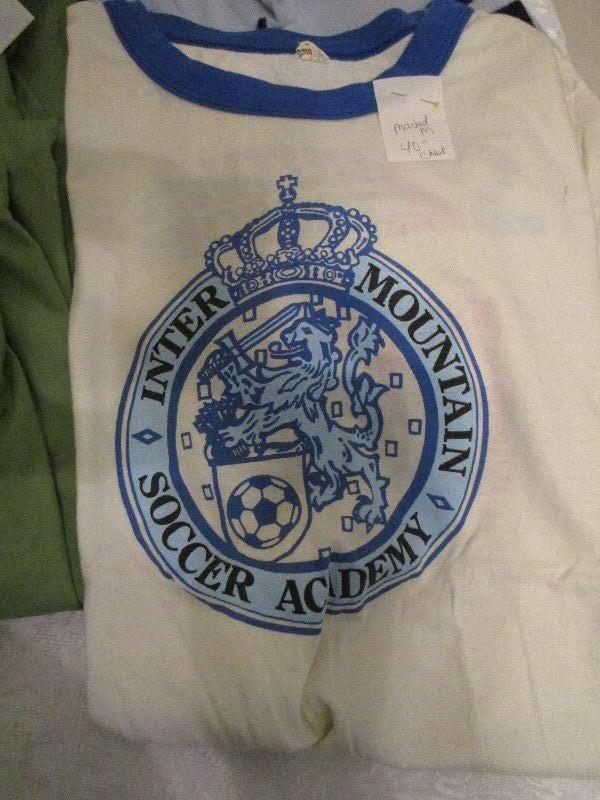 marked
M
40"
Chest
INTER MOUNTAIN
SOCCER ACADEMY